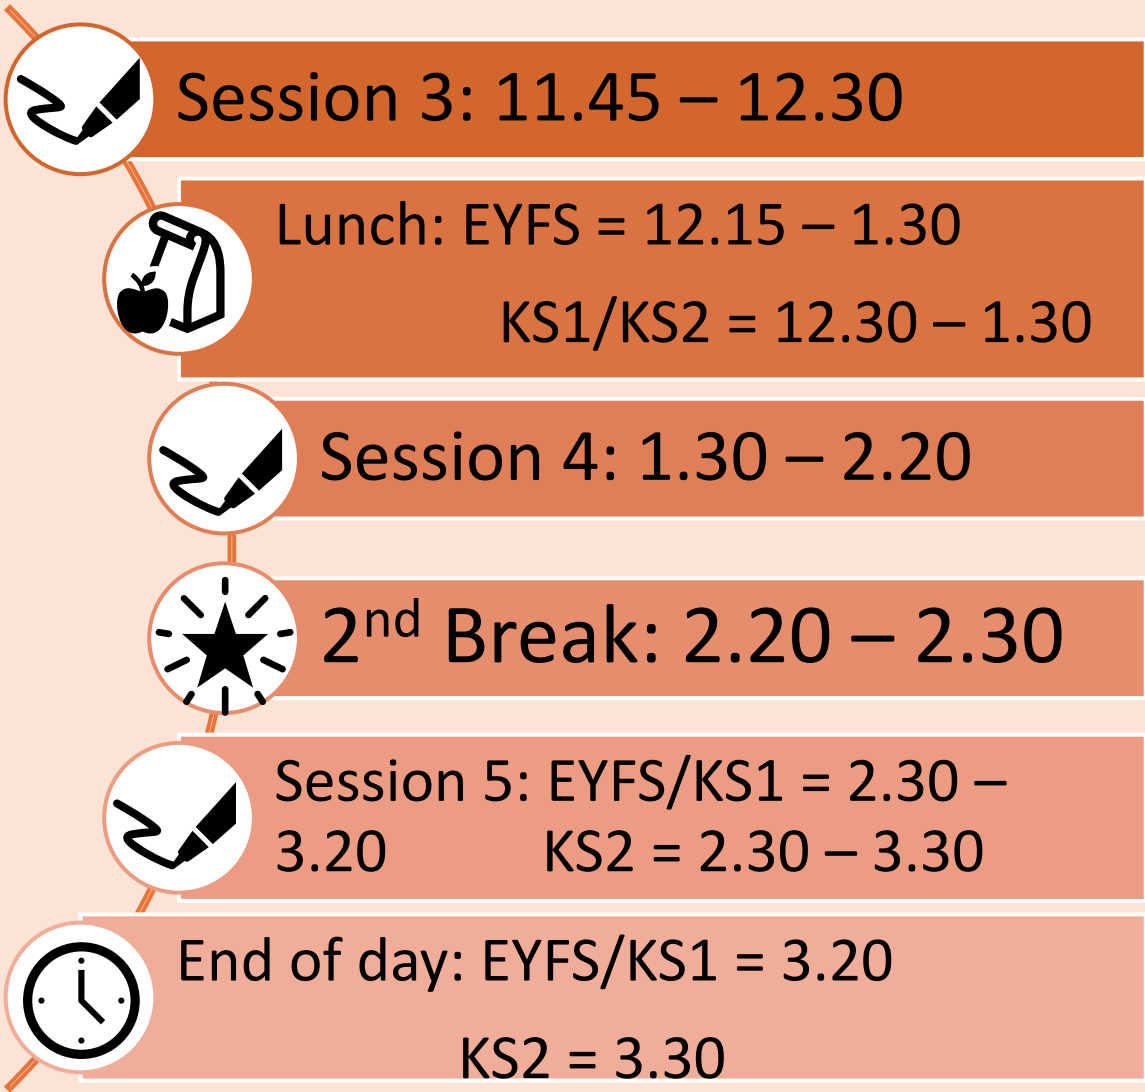 Session 3: 11.45 – 12.30
Lunch: EYFS = 12.15 – 1.30
KS1/KS2 = 12.30 – 1.30
Session 4: 1.30 – 2.20
2nd Break: 2.20 – 2.30
Session 5: EYFS/KS1 = 2.30 –
3.20 KS2 = 2.30 – 3.30
End of day: EYFS/KS1 = 3.20
KS2 = 3.30